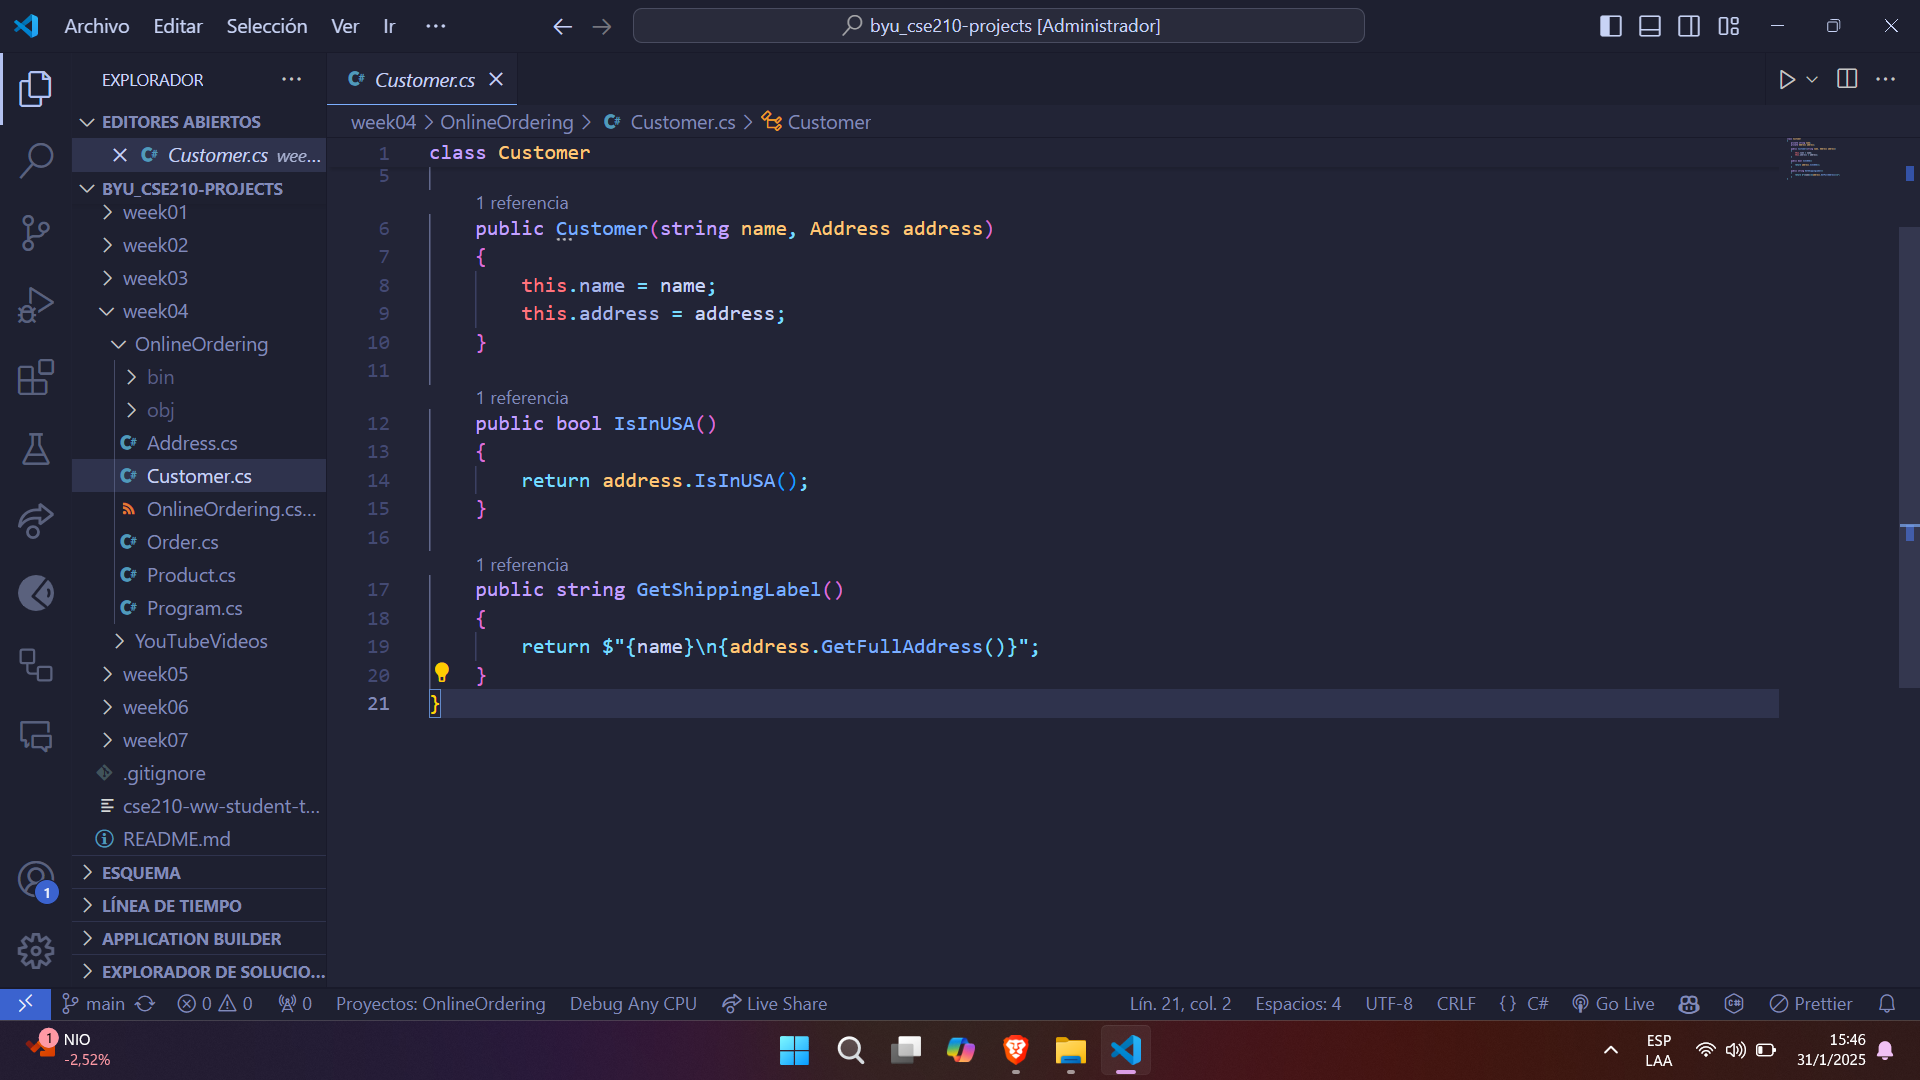 Archivo Editar Selección Ver Ir ···
byu_cse210-projects [Administrador]
EXPLORADOR
EDITORES ABIERTOS
Customer.cs wee...
BYU_CSE210-PROJECTS
week01
week02
week03
week04
OnlineOrdering
bin
obj
Address.cs
Customer.cs
OnlineOrdering.cs...
Order.cs
Product.cs
Program.cs
YouTubeVideos
week05
week06
week07
.gitignore
cse210-ww-student-t...
README.md
ESQUEMA
LÍNEA DE TIEMPO
APPLICATION BUILDER
EXPLORADOR DE SOLUCIO...
1
Customer.cs
week04 > OnlineOrdering > Customer.cs > Customer
1 class Customer
5
1 referencia
6 public Customer(string name, Address address)
7 {
8 this.name = name;
9 this.address = address;
10 }
11
1 referencia
12 public bool IsInUSA()
13 {
14 return address.IsInUSA();
15 }
16
1 referencia
17 public string GetShippingLabel()
18 {
19 return $"{name}\n{address.GetFullAddress()}";
20 }
21 }
main 0 0 0 Proyectos: OnlineOrdering Debug Any CPU Live Share Lín. 21, col. 2 Espacios: 4 UTF-8 CRLF {} C# Go Live Prettier
1 NIO
-2,52%
ESP
LAA
15:46
31/1/2025